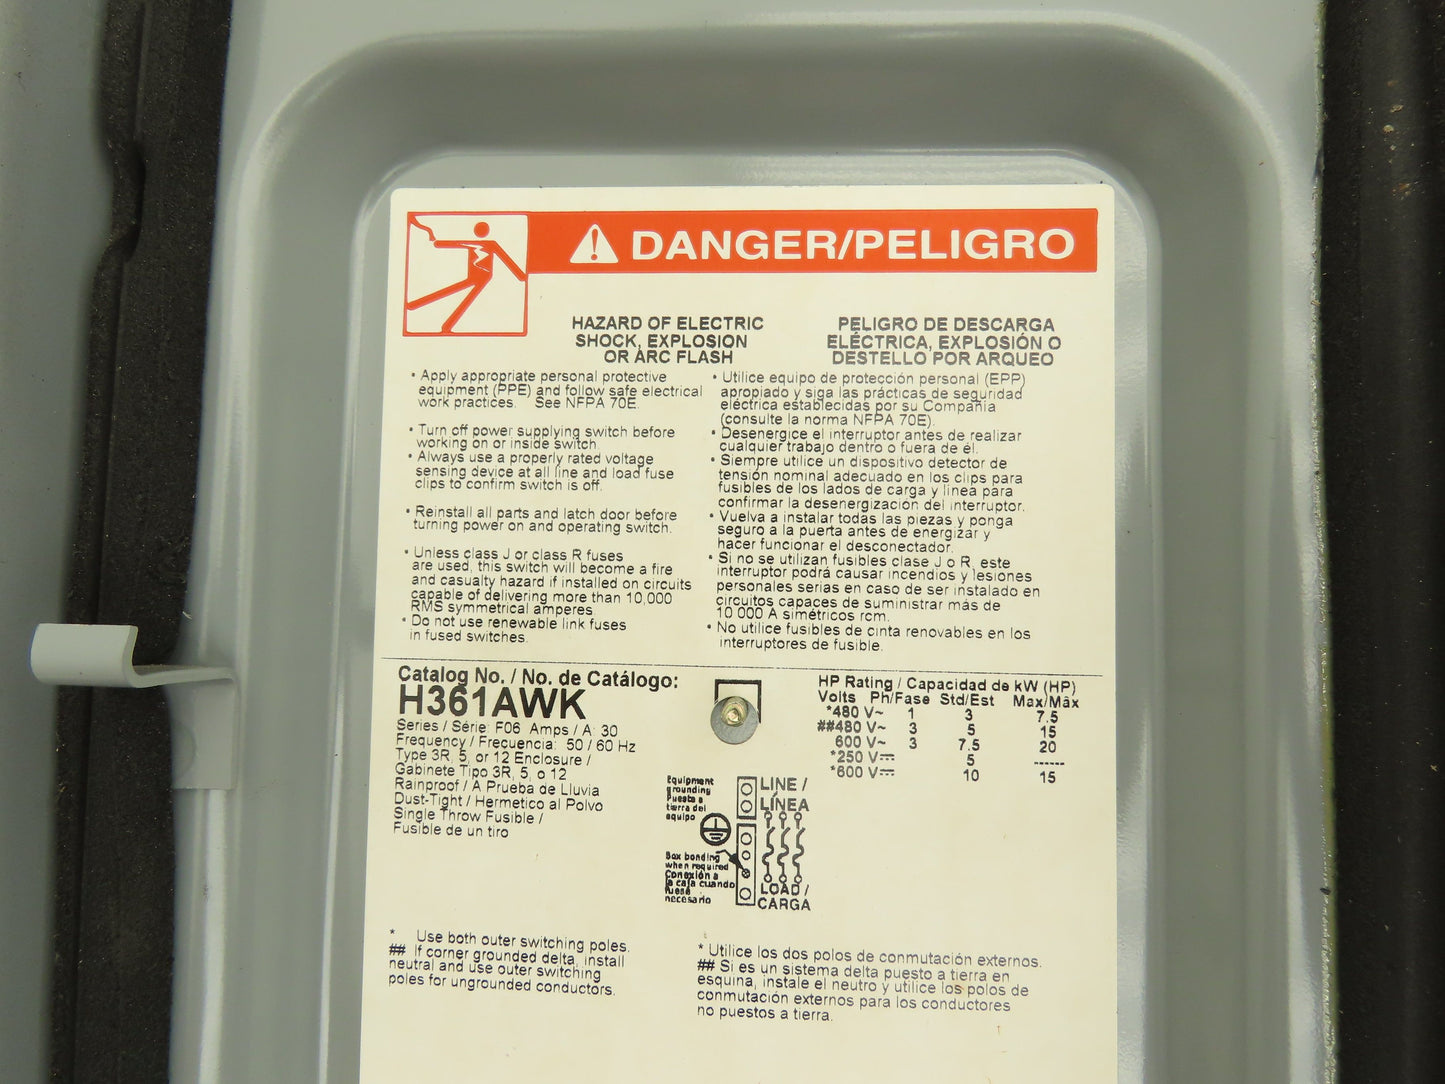 DANGER/PELIGRO
HAZARD OF ELECTRIC
SHOCK, EXPLOSION
OR ARC FLASH
• Apply appropriate personal protective
equipment (PPE) and follow safe electrical
work practices. See NFPA 70E.
• Turn off power supplying switch before
working on or inside switch.
• Always use a properly rated voltage
sensing device at all line and load fuse
clips to confirm switch is off.
• Reinstall all parts and latch door before
turning power on and operating switch.
• Unless class J or class R fuses
are used, this switch will become a fire
and casualty hazard if installed on circuits
capable of delivering more than 10,000
RMS symmetrical amperes.
• Do not use renewable link fuses
in fused switches.
PELIGRO DE DESCARGA
ELÉCTRICA, EXPLOSIÓN O
DESTELLO POR ARQUEO
• Utilice equipo de protección personal (EPP)
apropiado y siga las prácticas de seguridad
eléctrica establecidas por su Compañía
(consulte la norma NFPA 70E).
• Desenergice el interruptor antes de realizar
cualquier trabajo dentro o fuera de él.
• Siempre utilice un dispositivo detector de
tensión nominal adecuado en los clips para
fusibles de los lados de carga y línea para
confirmar la desenergización del interruptor.
• Vuelva a instalar todas las piezas y ponga
seguro a la puerta antes de energizar y
hacer funcionar el desconectador.
• Si no se utilizan fusibles clase J o R, este
interruptor podrá causar incendios y lesiones
personales serias en caso de ser instalado en
circuitos capaces de suministrar más de
10 000 A simétricos rcm.
• No utilice fusibles de cinta renovables en los
interruptores de fusible.
Catalog No. / No. de Catálogo:
H361AWK
Series / Série: F06 Amps / A: 30
Frequency / Frecuencia: 50 / 60 Hz
Type 3R, 5, or 12 Enclosure /
Gabinete Tipo 3R, 5, o 12
Rainproof / A Prueba de Lluvia
Dust-Tight / Hermetico al Polvo
Single Throw Fusible /
Fusible de un tiro
HP Rating / Capacidad de kW (HP)
Volts Ph/Fase Std/Est Max/Máx
*480 V~ 1 3 7.5
##480 V~ 3 5 15
600 V~ 3 7.5 20
*250 V⎓ 5 ------
*600 V⎓ 10 15
Equipment
grounding
Puesta a
tierra del
equipo
Box bonding
when required
Conexión a
la caja cuando
fuese
necesario
LINE /
LÍNEA
LOAD /
CARGA
* Use both outer switching poles.
## If corner grounded delta, install
neutral and use outer switching
poles for ungrounded conductors.
* Utilice los dos polos de conmutación externos.
## Si es un sistema delta puesto a tierra en
esquina, instale el neutro y utilice los polos de
conmutación externos para los conductores
no puestos a tierra.